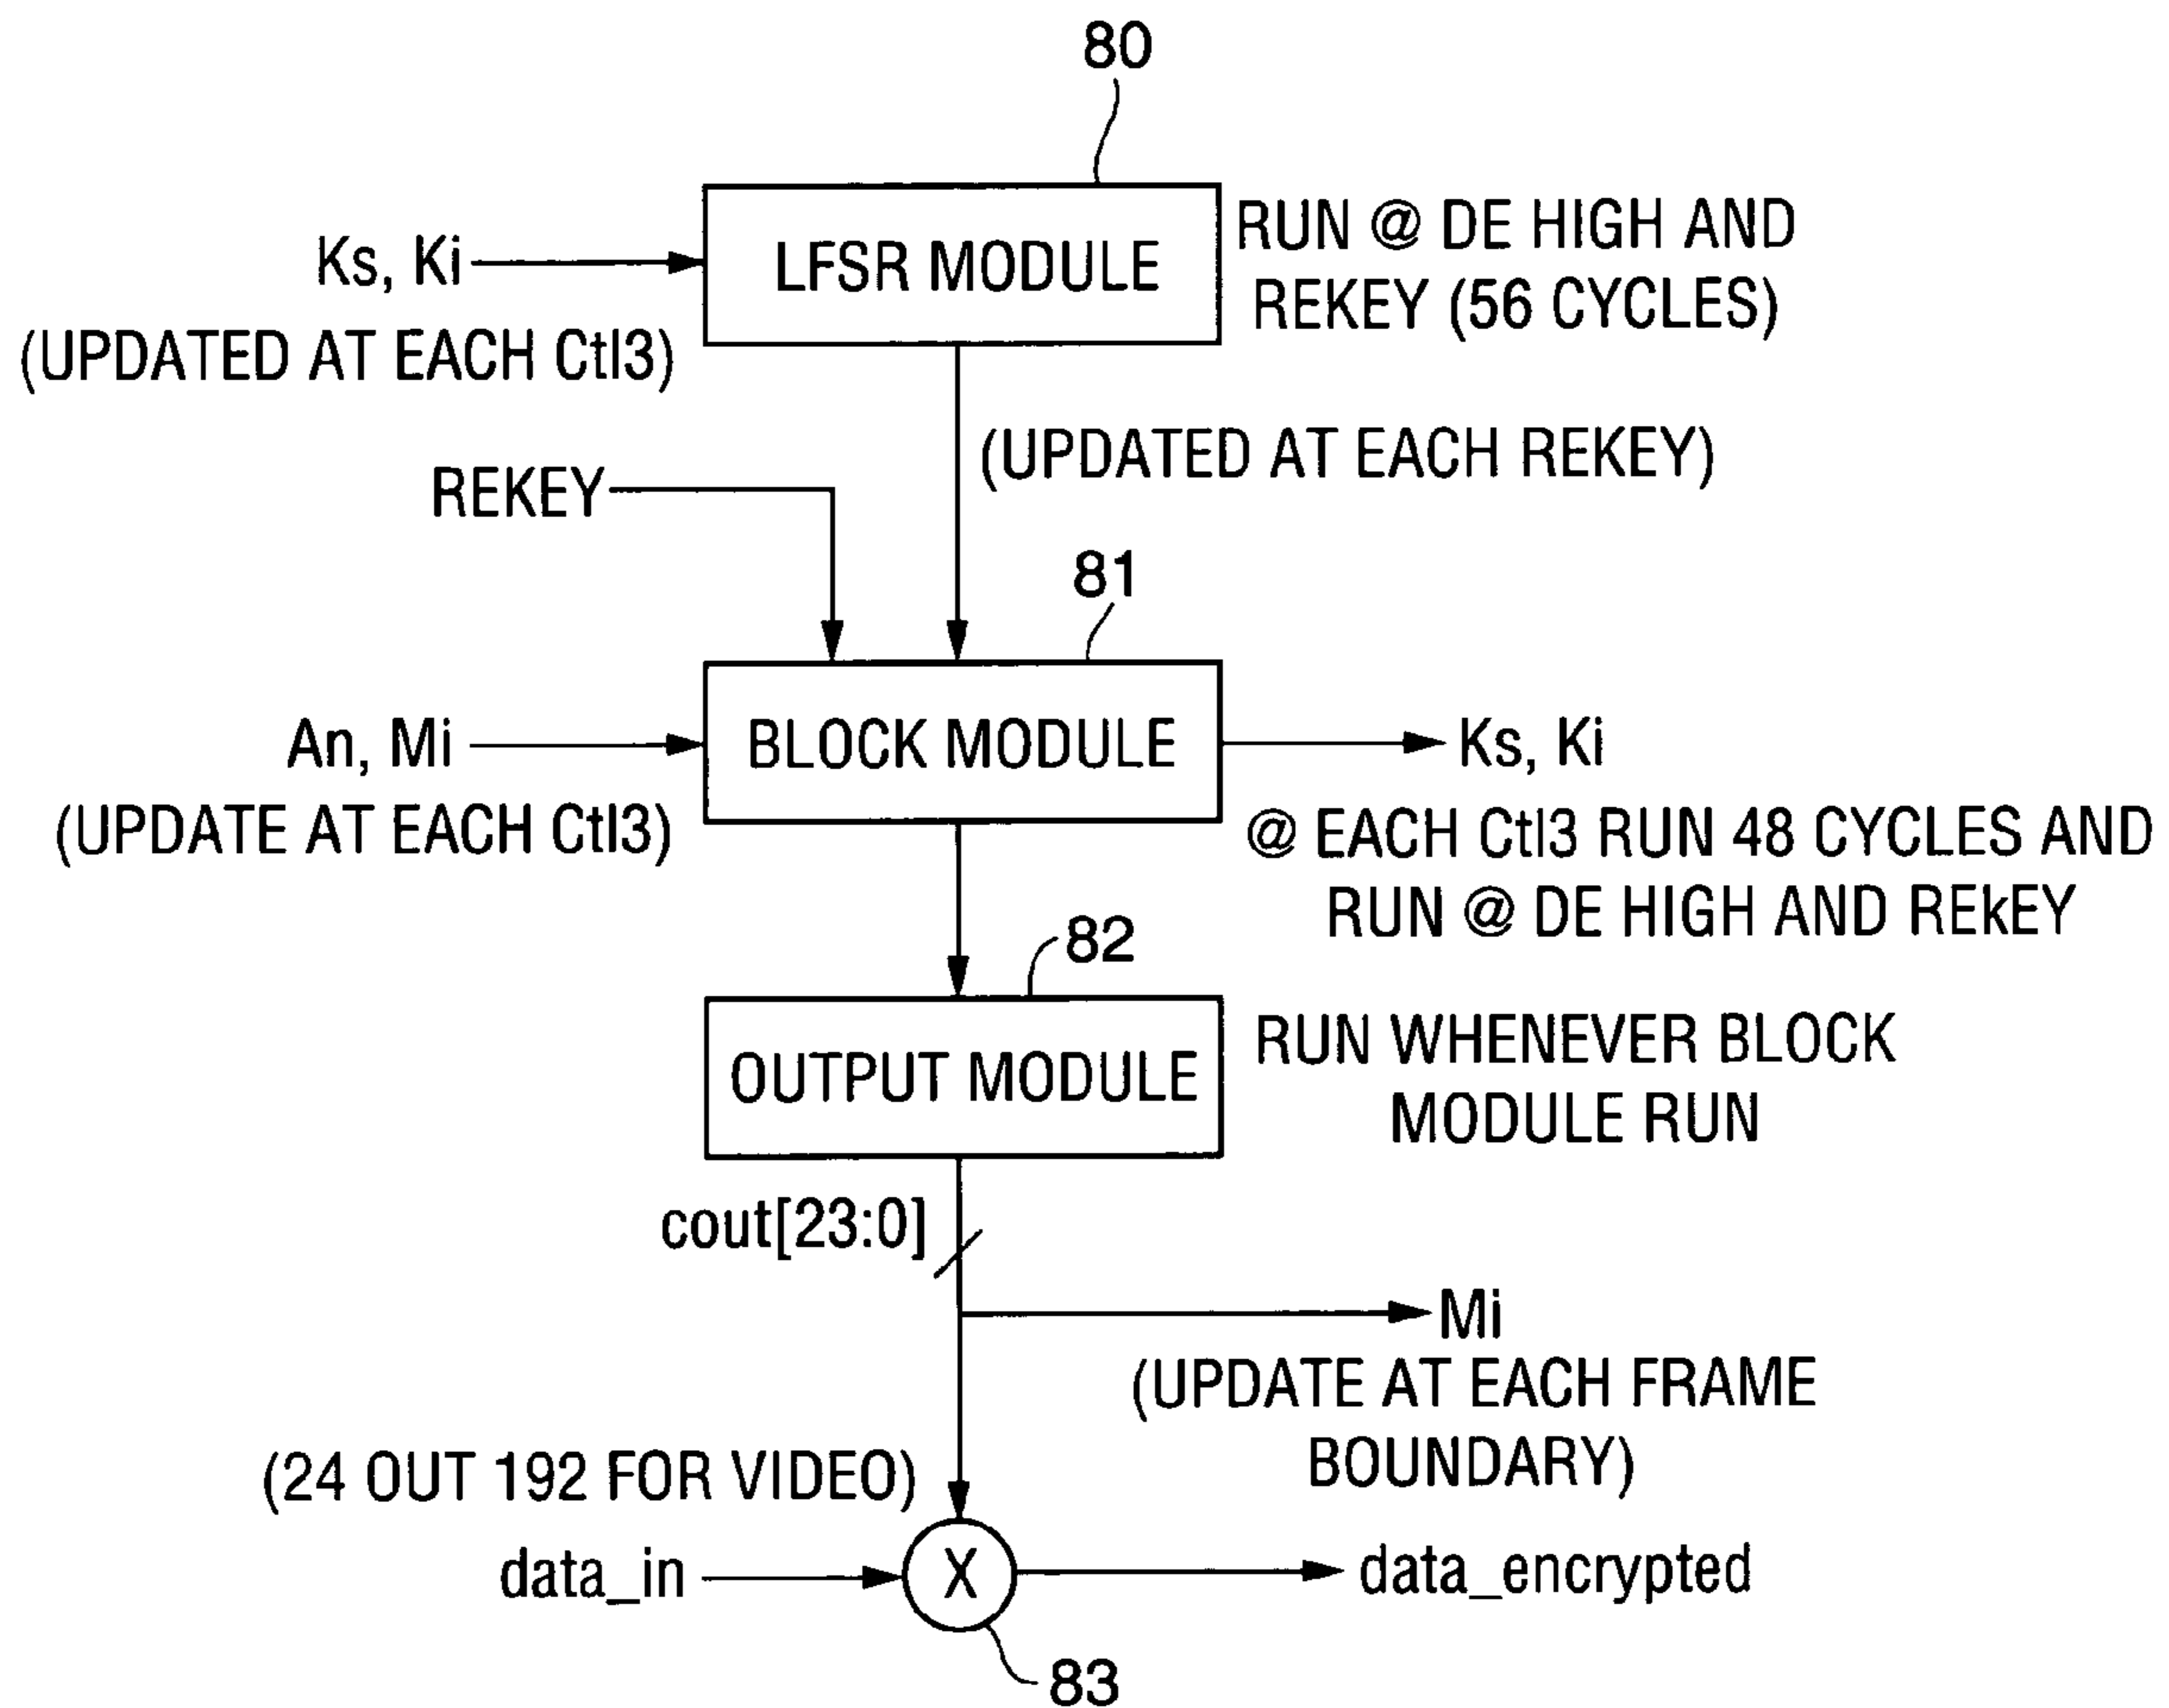 80
Ks, Ki
(UPDATED AT EACH Ctl3)
LFSR MODULE
RUN @ DE HIGH AND
REKEY (56 CYCLES)
(UPDATED AT EACH REKEY)
REKEY
81
An, Mi
(UPDATE AT EACH Ctl3)
BLOCK MODULE
Ks, Ki
@ EACH Ctl3 RUN 48 CYCLES AND
RUN @ DE HIGH AND REkEY
82
OUTPUT MODULE
RUN WHENEVER BLOCK
MODULE RUN
cout[23:0]
Mi
(UPDATE AT EACH FRAME
BOUNDARY)
(24 OUT 192 FOR VIDEO)
data_in
X
data_encrypted
83